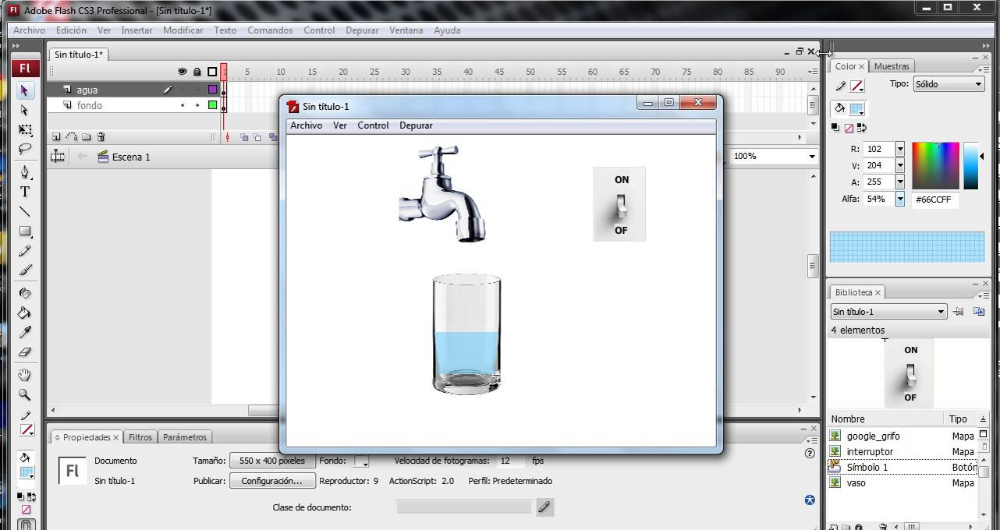 Fl Adobe Flash CS3 Professional - [Sin título-1*]
Archivo Edición Ver Insertar Modificar Texto Comandos Control Depurar Ventana Ayuda
Sin título-1*
1 5 10 15 20 25 30 35 40 45 50 55 60 65 70 75 80 85 90
agua
fondo
Escena 1
100%
Fl
T
Sin título-1
Archivo Ver Control Depurar
ON
OF
Color Muestras
Tipo: Sólido
R: 102
V: 204
A: 255
Alfa: 54% #66CCFF
Biblioteca
Sin título-1
4 elementos
ON
OF
Nombre Tipo
google_grifo Mapa
interruptor Mapa
Símbolo 1 Botón
vaso Mapa
Propiedades Filtros Parámetros
Fl
Documento Tamaño: 550 x 400 píxeles Fondo: Velocidad de fotogramas: 12 fps
Sin título-1 Publicar: Configuración... Reproductor: 9 ActionScript: 2.0 Perfil: Predeterminado
Clase de documento: